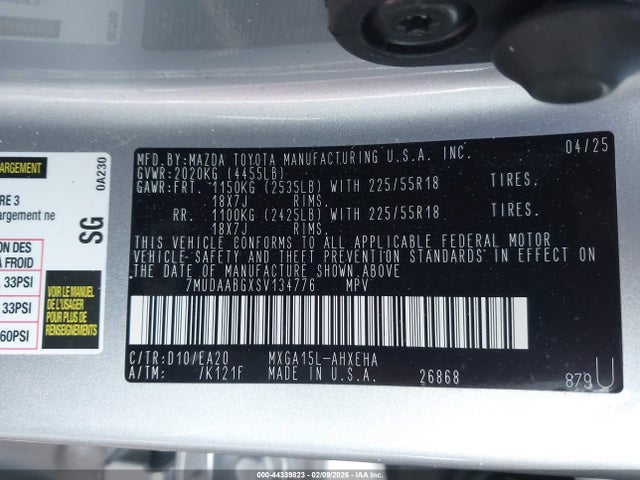 ARGEMENT
0A230
RE 3
argement ne
SG
ON DES
À FROID
33PSI
33PSI
60PSI
VOIR LE MANUEL
DE L'USAGER
POUR PLUS DE
RENSEIGNEMENTS
MFD.BY:MAZDA TOYOTA MANUFACTURING U.S.A. INC. 04/25
GVWR:2020KG (4455LB)
GAWR:FRT. 1150KG (2535LB) WITH 225/55R18 TIRES.
18X7J RIMS.
RR. 1100KG (2425LB) WITH 225/55R18 TIRES.
18X7J RIMS.
THIS VEHICLE CONFORMS TO ALL APPLICABLE FEDERAL MOTOR
VEHICLE SAFETY AND THEFT PREVENTION STANDARDS IN EFFECT ON
THE DATE OF MANUFACTURE SHOWN ABOVE
7MUDAABGXSV134776 MPV
C/TR:D10/EA20 MXGA15L-AHXEHA
A/TM: /K121F MADE IN U.S.A. 26868 879 U
000-44339823 - 02/09/2026 - IAAI.COM